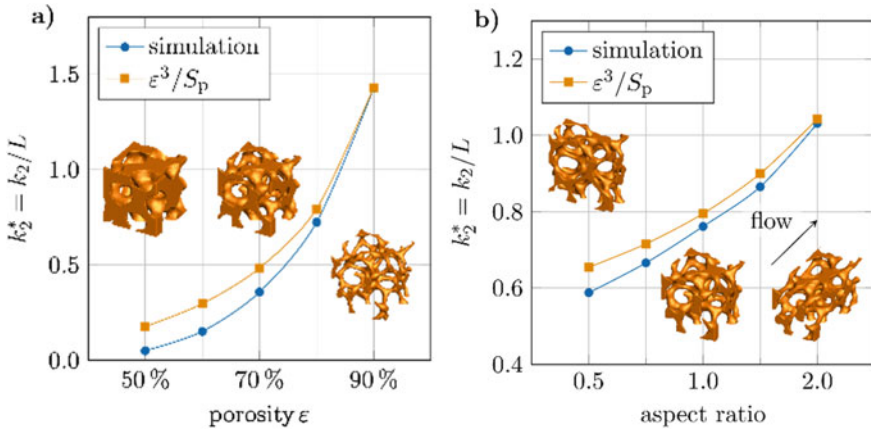 a)
simulation
ε³/Sₚ
k₂* = k₂/L
1.5
1.0
0.5
0.0
50 % 70 % 90 %
porosity ε
b)
simulation
ε³/Sₚ
flow
k₂* = k₂/L
1.2
1.0
0.8
0.6
0.4
0.5 1.0 2.0
aspect ratio